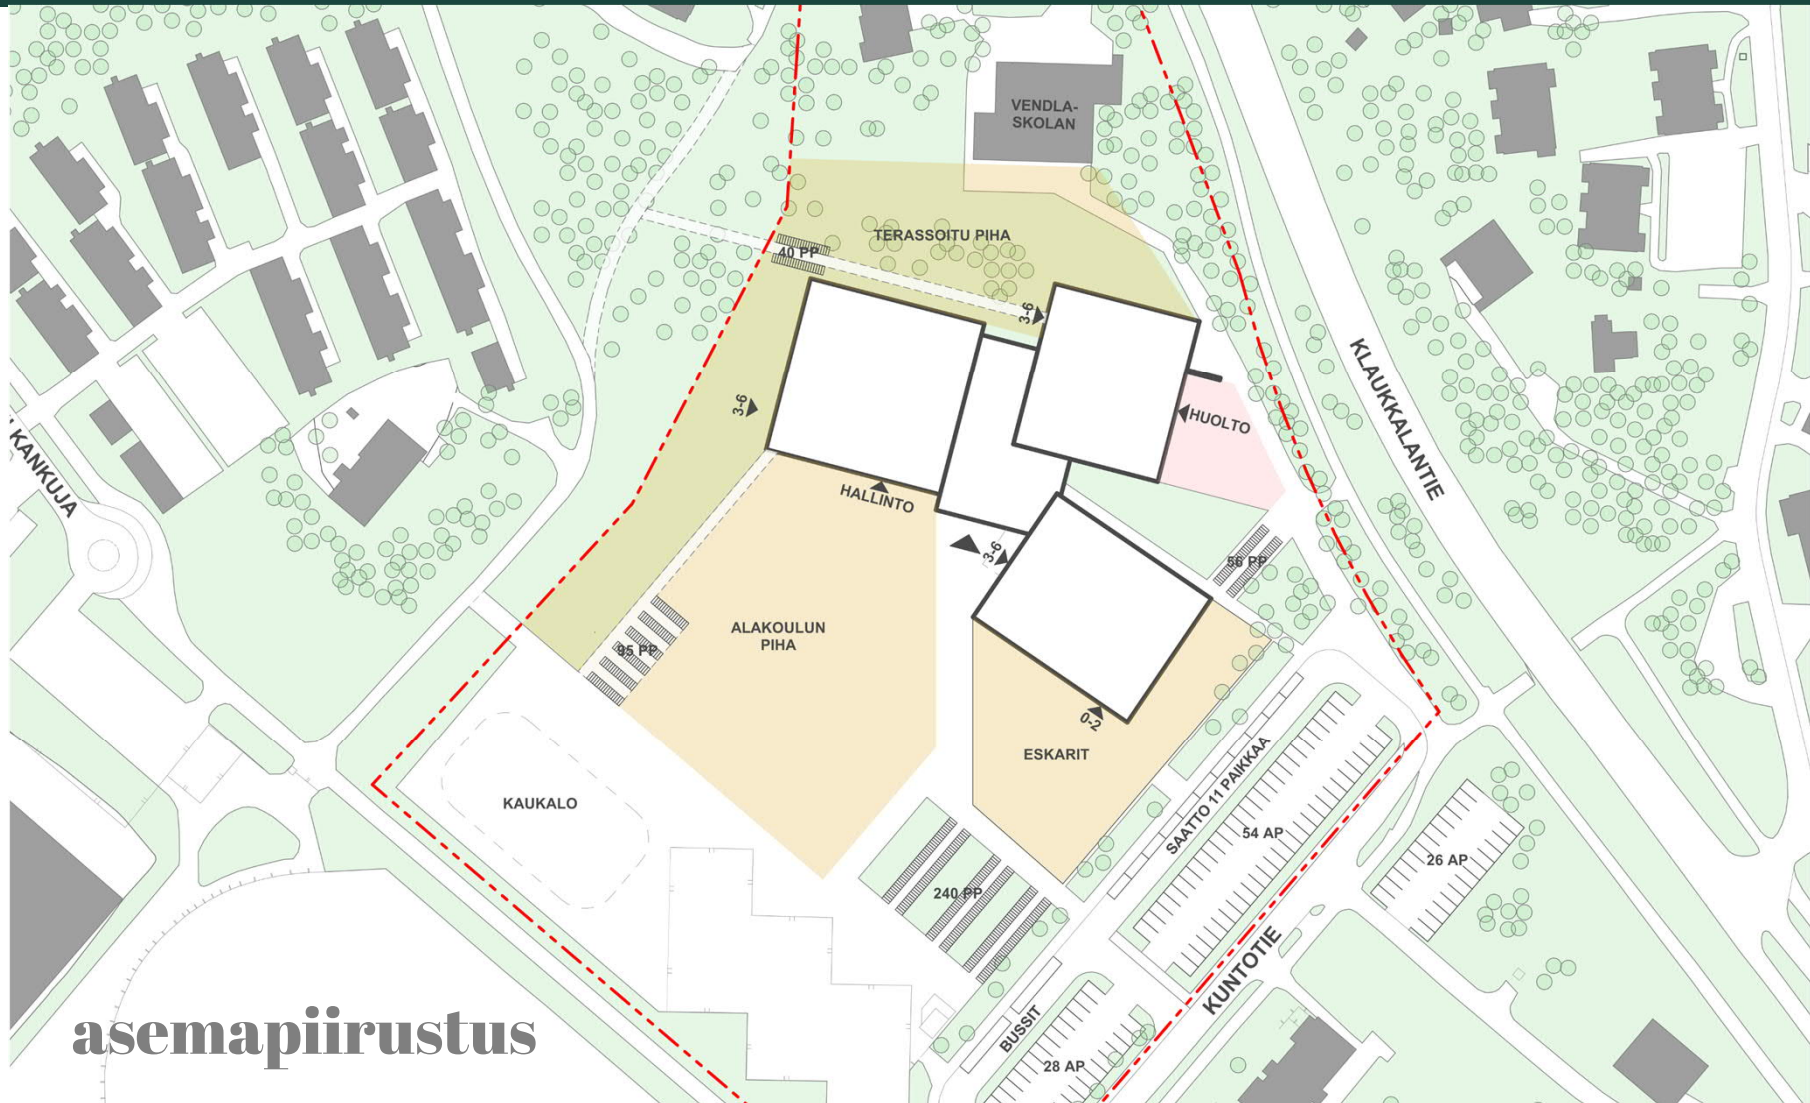 VENDLA-
SKOLAN
TERASSOITU PIHA
40 PP
3-6
KLAUKKALANTIE
3-6
HUOLTO
KANKUJA
HALLINTO
3-6
56 PP
ALAKOULUN
PIHA
95 PP
0-2
ESKARIT
KAUKALO
SAATTO 11 PAIKKAA
54 AP
26 AP
240 PP
KUNTOTIE
BUSSIT
28 AP
asemapiirustus